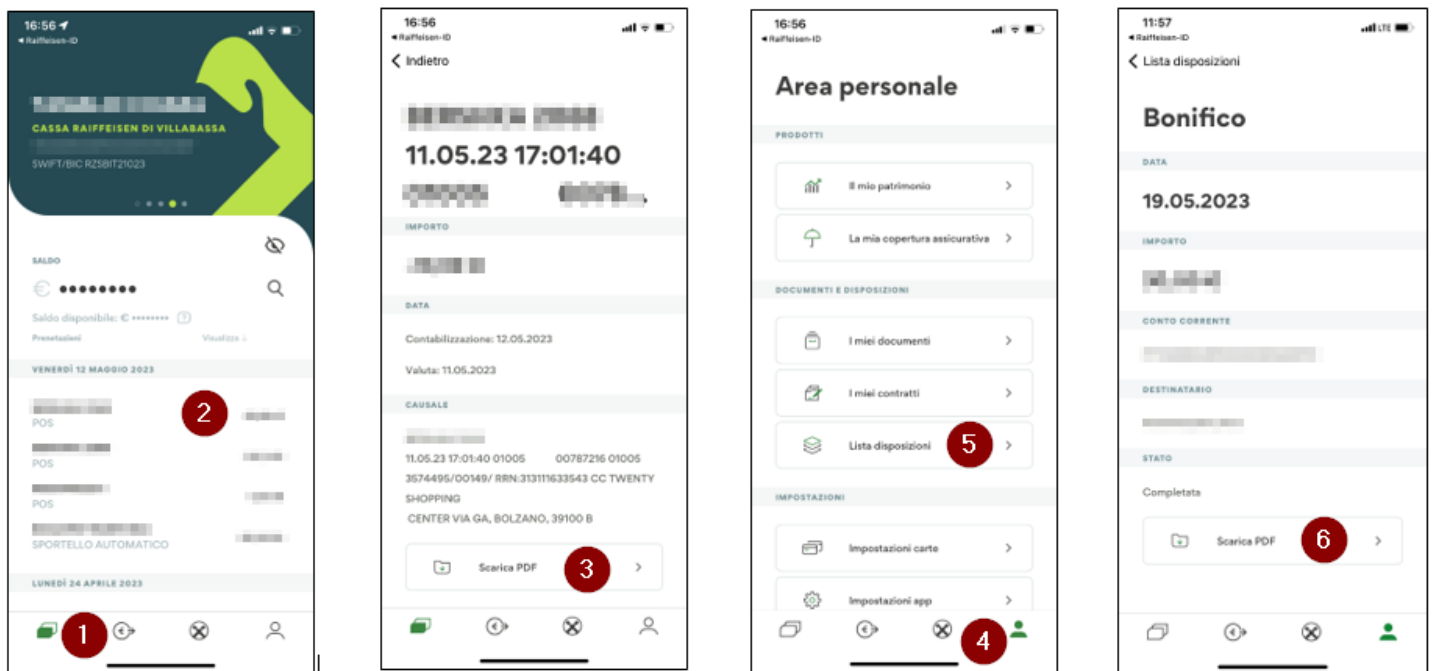 16:56
Raiffeisen-ID
CASSA RAIFFEISEN DI VILLABASSA
SWIFT/BIC RZSBIT21023
SALDO
€ ••••••••
Saldo disponibile: € •••••••• ?
Prenotazioni Visualizza ↓
VENERDÌ 12 MAGGIO 2023
2
POS
POS
POS
SPORTELLO AUTOMATICO
LUNEDÌ 24 APRILE 2023
1
16:56
Raiffeisen-ID
Indietro
11.05.23 17:01:40
IMPORTO
DATA
Contabilizzazione: 12.05.2023
Valuta: 11.05.2023
CAUSALE
11.05.23 17:01:40 01005 00787216 01005
3574495/00149/ RRN:313111633543 CC TWENTY
SHOPPING
CENTER VIA GA, BOLZANO, 39100 B
Scarica PDF 3
16:56
Raiffeisen-ID
Area personale
PRODOTTI
Il mio patrimonio
La mia copertura assicurativa
DOCUMENTI E DISPOSIZIONI
I miei documenti
I miei contratti
Lista disposizioni 5
IMPOSTAZIONI
Impostazioni carte
Impostazioni app
4
11:57
LTE
Raiffeisen-ID
Lista disposizioni
Bonifico
DATA
19.05.2023
IMPORTO
CONTO CORRENTE
DESTINATARIO
STATO
Completata
Scarica PDF 6